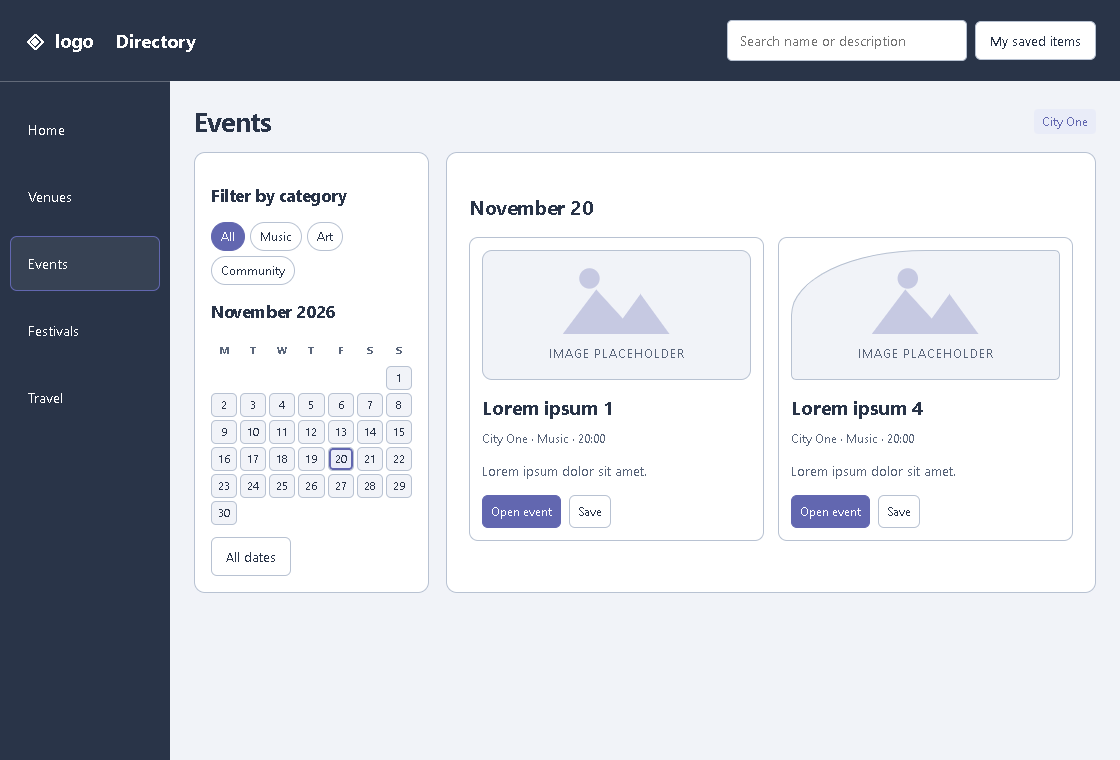 logo Directory
Search name or description
My saved items
Home
Venues
Events
Festivals
Travel
Events
City One
Filter by category
All Music Art
Community
November 2026
M T W T F S S
1
2 3 4 5 6 7 8
9 10 11 12 13 14 15
16 17 18 19 20 21 22
23 24 25 26 27 28 29
30
All dates
November 20
IMAGE PLACEHOLDER
Lorem ipsum 1
City One · Music · 20:00
Lorem ipsum dolor sit amet.
Open event Save
IMAGE PLACEHOLDER
Lorem ipsum 4
City One · Music · 20:00
Lorem ipsum dolor sit amet.
Open event Save